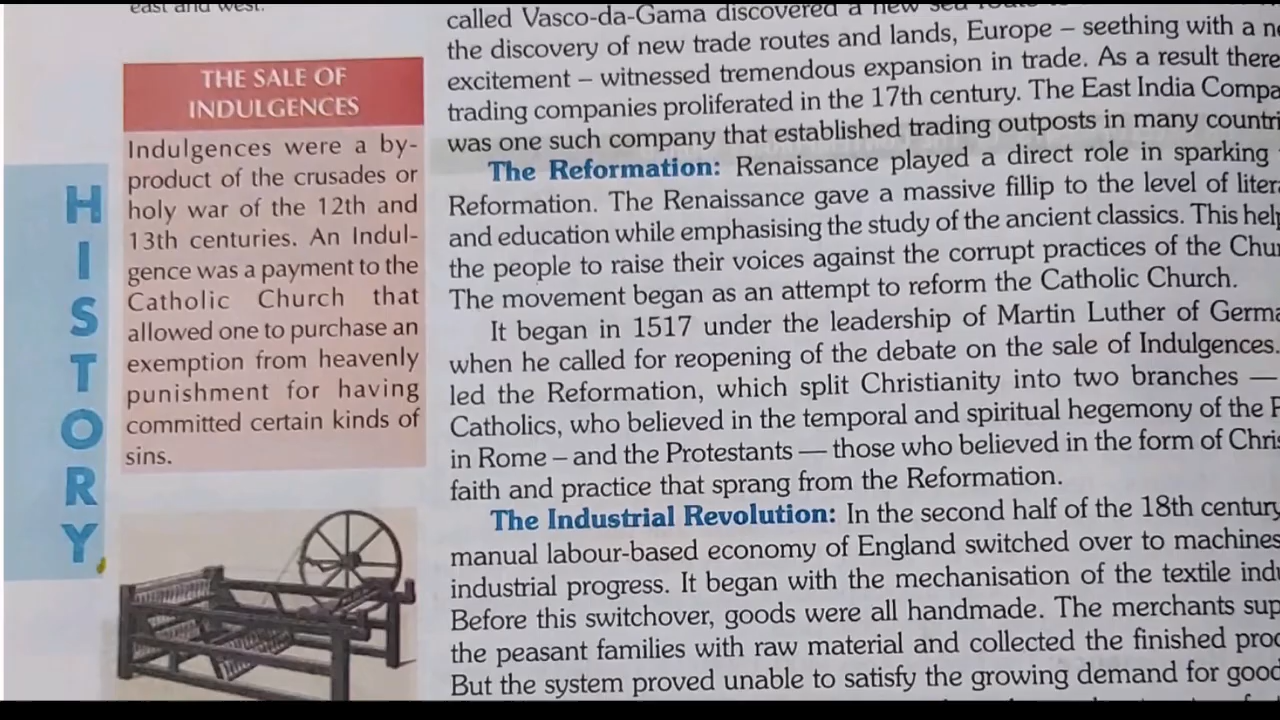 east and west.
THE SALE OF
INDULGENCES
Indulgences were a by-
product of the crusades or
holy war of the 12th and
13th centuries. An Indul-
gence was a payment to the
Catholic Church that
allowed one to purchase an
exemption from heavenly
punishment for having
committed certain kinds of
sins.
HISTORY
called Vasco-da-Gama discovered a new sea route
the discovery of new trade routes and lands, Europe – seething with a
excitement – witnessed tremendous expansion in trade. As a result there
trading companies proliferated in the 17th century. The East India
was one such company that established trading outposts in many
The Reformation: Renaissance played a direct role in sparking
Reformation. The Renaissance gave a massive fillip to the level of
and education while emphasising the study of the ancient classics. This
the people to raise their voices against the corrupt practices of the
The movement began as an attempt to reform the Catholic Church.
It began in 1517 under the leadership of Martin Luther of
when he called for reopening of the debate on the sale of Indulgences.
led the Reformation, which split Christianity into two branches —
Catholics, who believed in the temporal and spiritual hegemony of the
in Rome – and the Protestants — those who believed in the form of
faith and practice that sprang from the Reformation.
The Industrial Revolution: In the second half of the 18th century
manual labour-based economy of England switched over to machines
industrial progress. It began with the mechanisation of the textile
Before this switchover, goods were all handmade. The merchants
the peasant families with raw material and collected the finished
But the system proved unable to satisfy the growing demand for